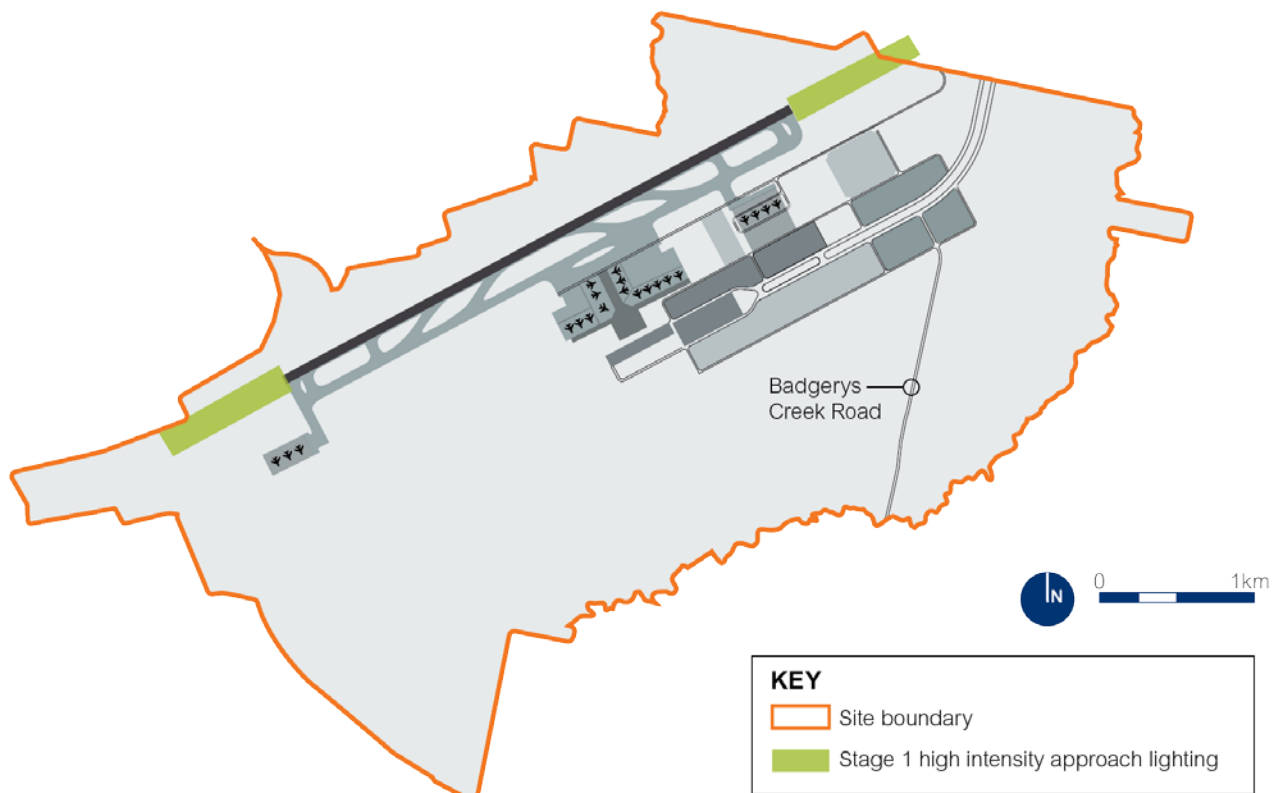 Badgerys
Creek Road
N
0 1km
KEY
Site boundary
Stage 1 high intensity approach lighting